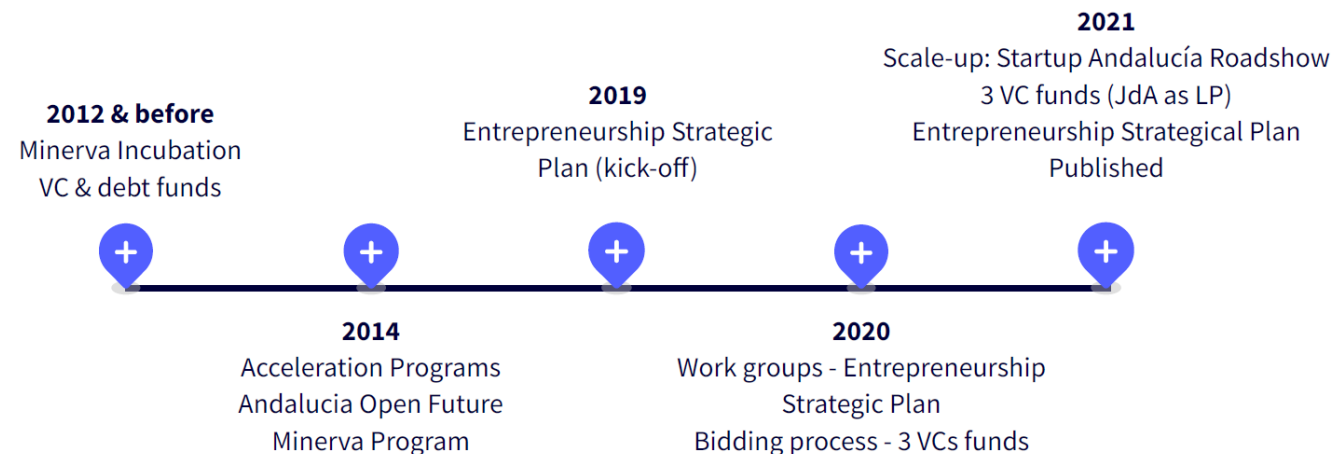 2012 & before
Minerva Incubation
VC & debt funds
2014
Acceleration Programs
Andalucia Open Future
Minerva Program
2019
Entrepreneurship Strategic
Plan (kick-off)
2020
Work groups - Entrepreneurship
Strategic Plan
Bidding process - 3 VCs funds
2021
Scale-up: Startup Andalucía Roadshow
3 VC funds (JdA as LP)
Entrepreneurship Strategical Plan
Published